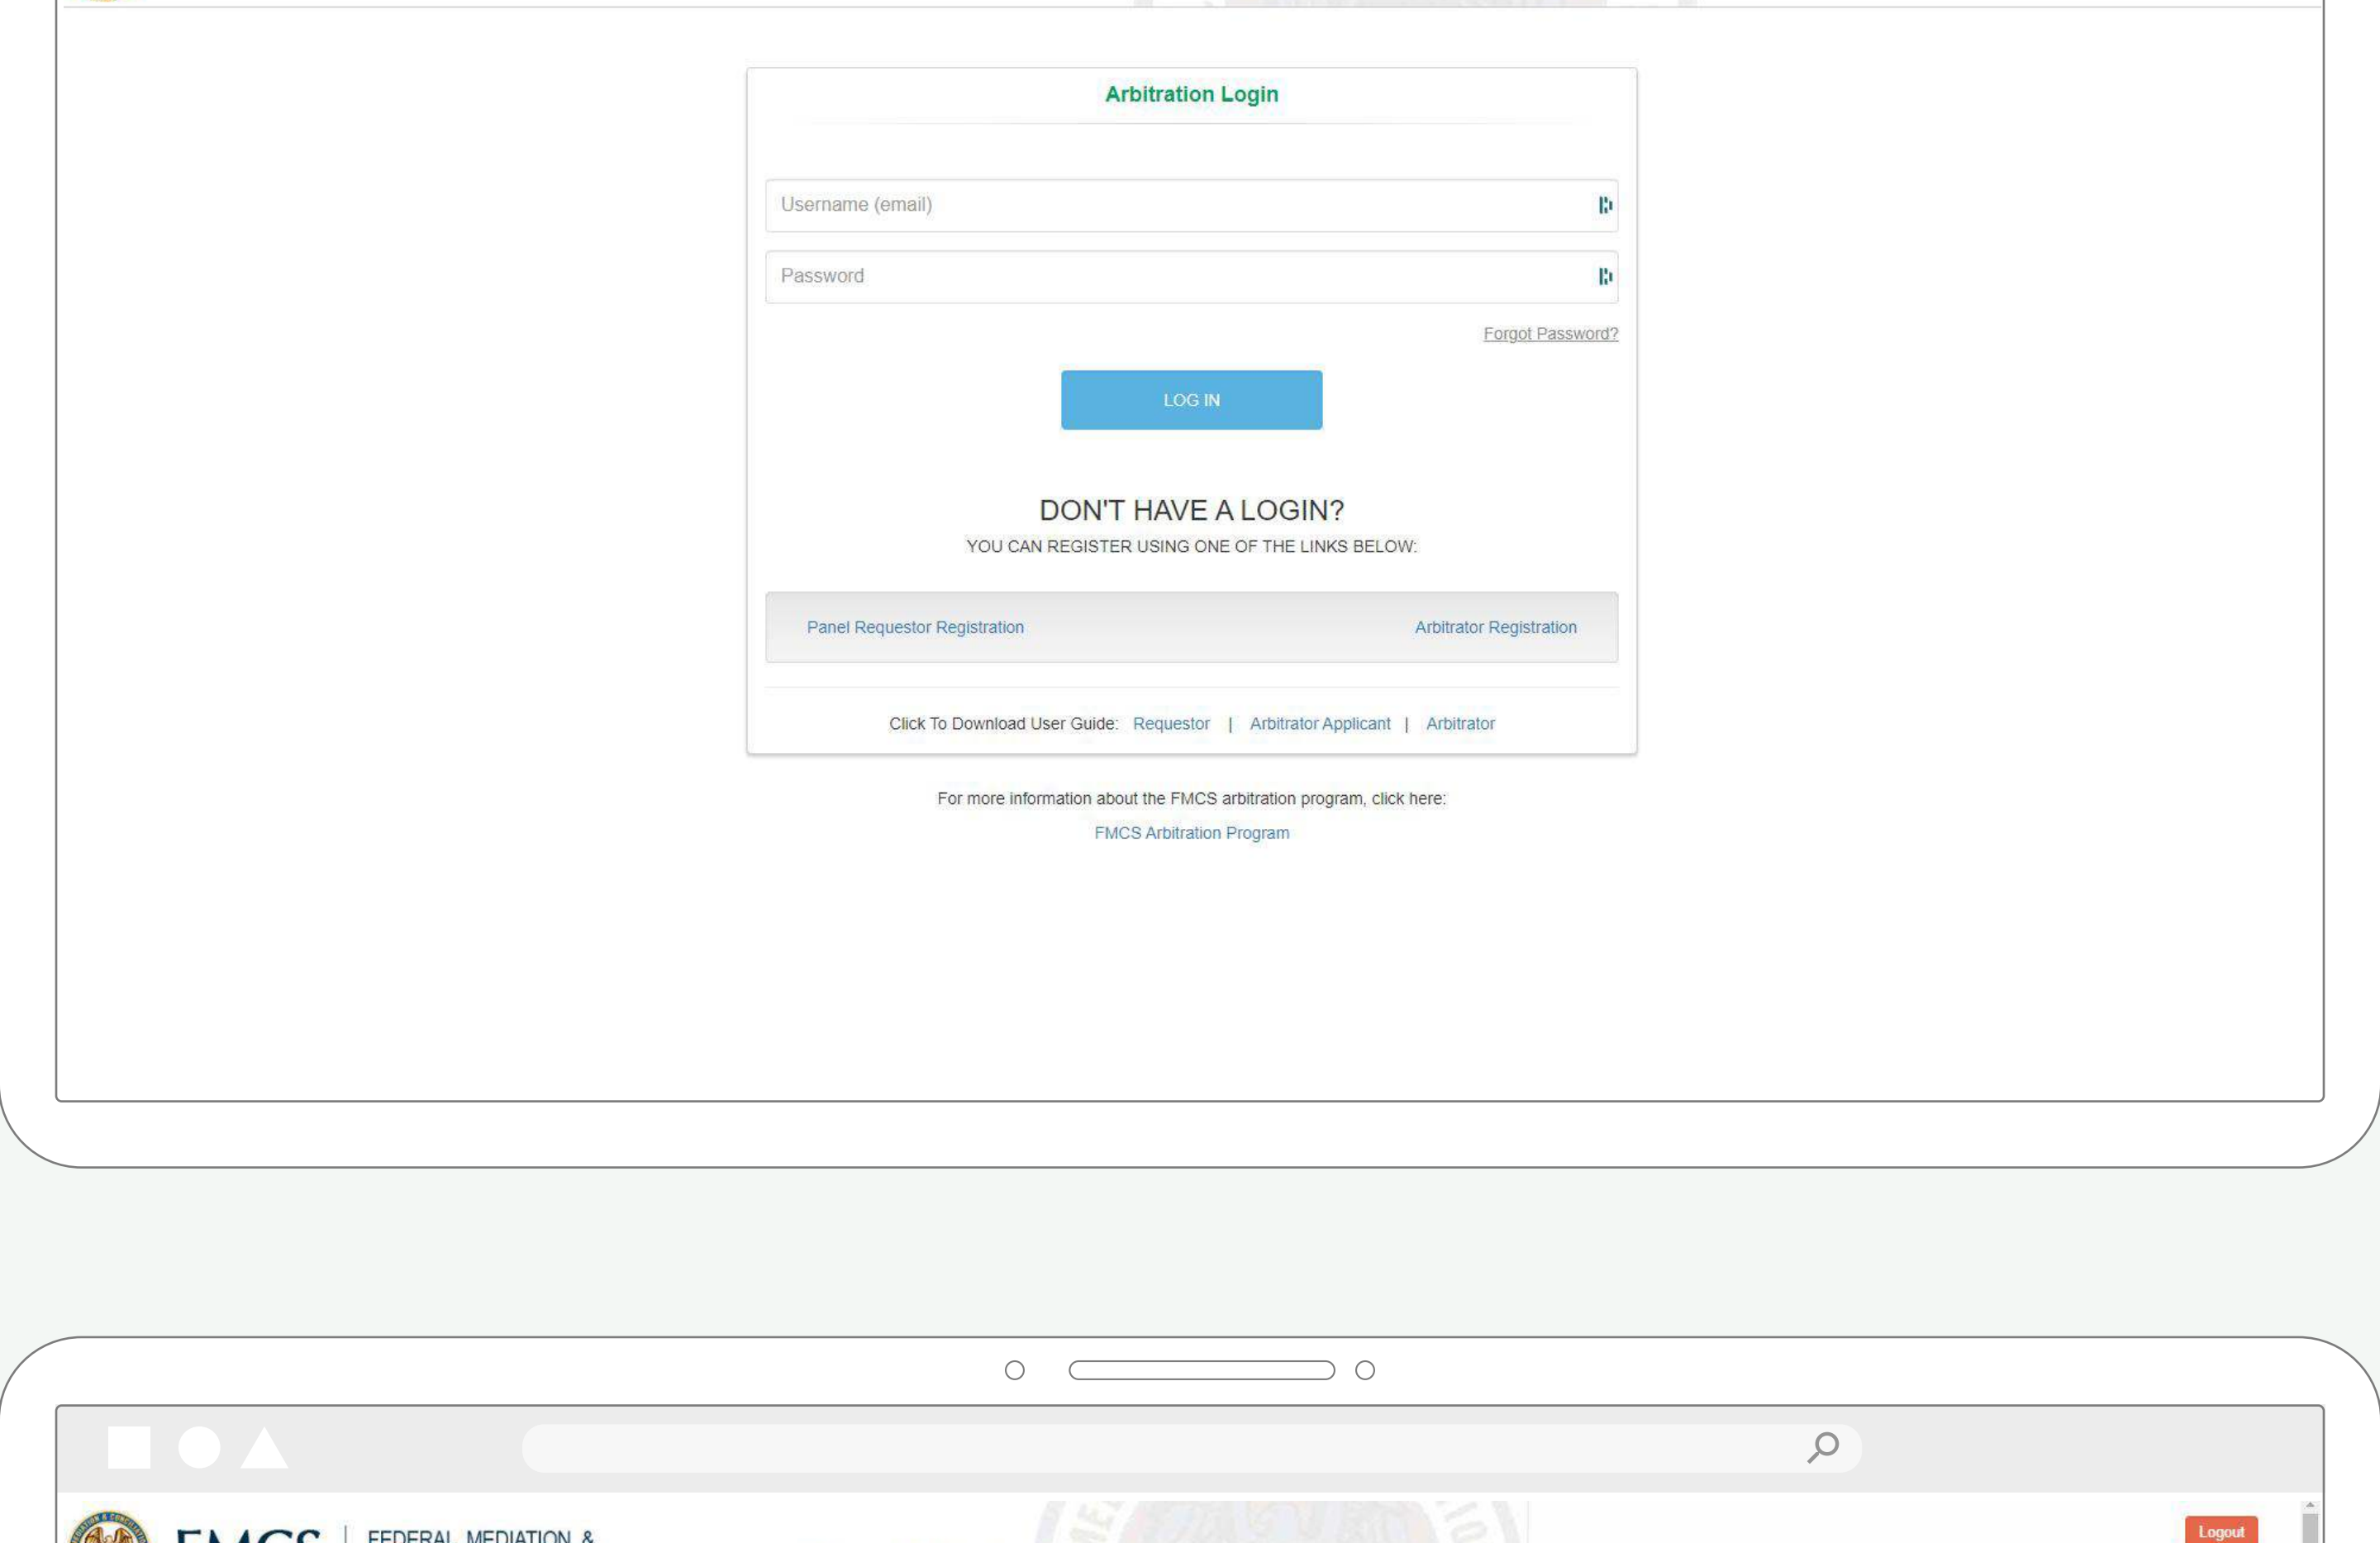 Arbitration Login
Username (email)
Password
Forgot Password?
LOG IN
DON'T HAVE A LOGIN?
YOU CAN REGISTER USING ONE OF THE LINKS BELOW:
Panel Requestor Registration Arbitrator Registration
Click To Download User Guide: Requestor | Arbitrator Applicant | Arbitrator
For more information about the FMCS arbitration program, click here:
FMCS Arbitration Program
FMCS FEDERAL MEDIATION &
Logout